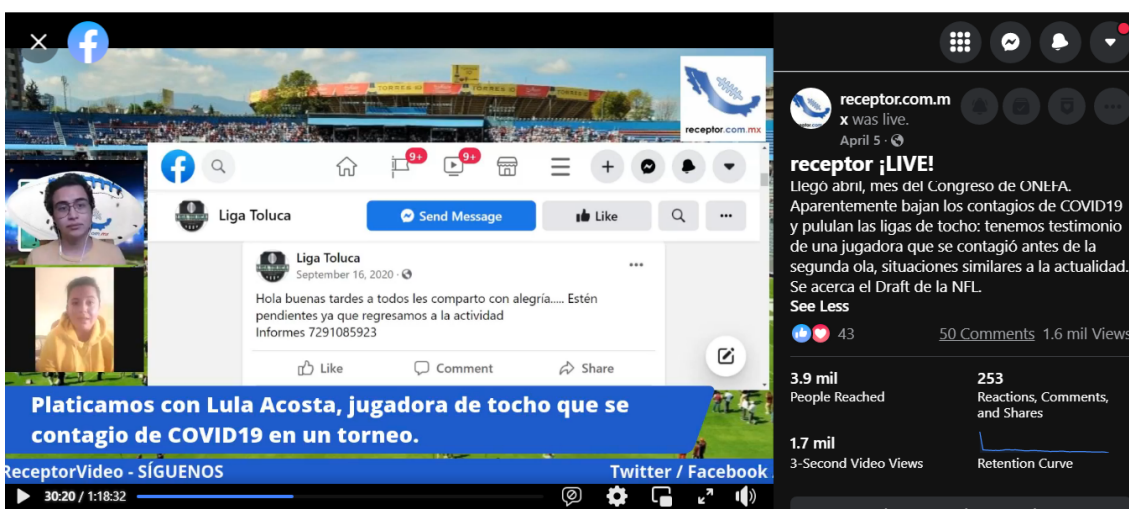 TORRES
receptor.com.mx
9+
9+
Liga Toluca
Send Message
Like
Liga Toluca
September 16, 2020 ·
Hola buenas tardes a todos les comparto con alegría..... Estén
pendientes ya que regresamos a la actividad
Informes 7291085923
Like
Comment
Share
Platicamos con Lula Acosta, jugadora de tocho que se
contagio de COVID19 en un torneo.
ReceptorVideo - SÍGUENOS
Twitter / Facebook
30:20 / 1:18:32
receptor.com.m
x was live.
April 5 ·
receptor ¡LIVE!
Llegó abril, mes del Congreso de ONEFA.
Aparentemente bajan los contagios de COVID19
y pululan las ligas de tocho: tenemos testimonio
de una jugadora que se contagió antes de la
segunda ola, situaciones similares a la actualidad.
Se acerca el Draft de la NFL.
See Less
43
50 Comments 1.6 mil Views
3.9 mil
People Reached
253
Reactions, Comments,
and Shares
1.7 mil
3-Second Video Views
Retention Curve